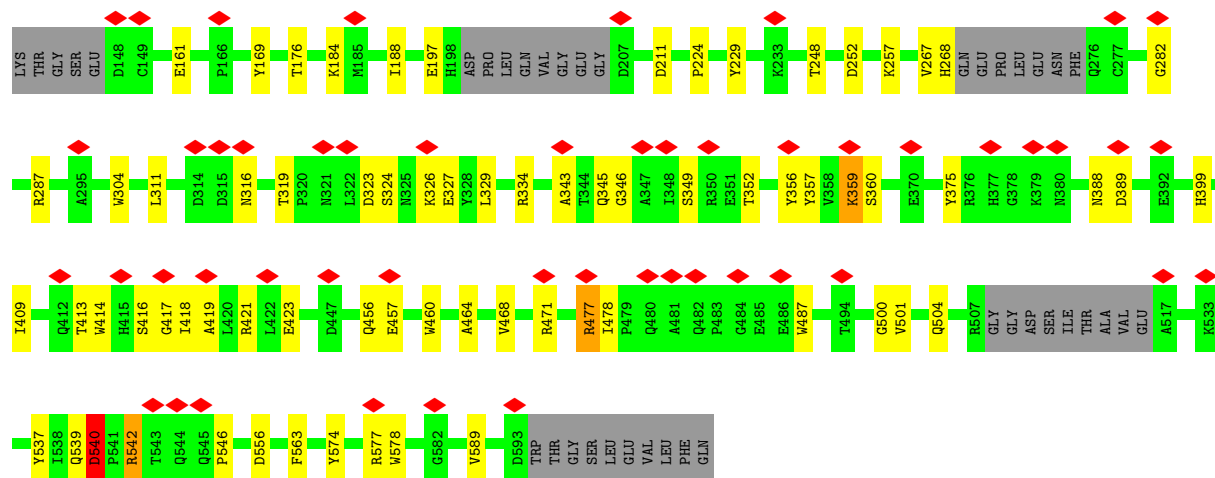 LYS THR GLY SER GLU D148 C149 E161 P166 Y169 T176 K184 M185 I188 E197 H198 ASP PRO LEU GLN VAL GLY GLU GLY D207 D211 P224 Y229 K233 T248 D252 K257 V267 H268 GLN GLU PRO LEU GLU ASN PHE Q276 C277 G282
R287 A295 W304 L311 D314 D315 N316 T319 P320 N321 L322 D323 S324 N325 K326 E327 Y328 L329 R334 A343 T344 Q345 G346 A347 I348 S349 R350 E351 T352 Y356 Y357 V358 K359 S360 E370 Y375 R376 H377 G378 K379 N380 N388 D389 E392 H399
I409 Q412 T413 W414 H415 S416 G417 I418 A419 L420 R421 L422 E423 D447 Q456 E457 W460 A464 V468 R471 R477 I478 P479 Q480 A481 Q482 P483 G484 E485 E486 W487 T494 G500 V501 Q504 R507 GLY GLY ASP SER ILE THR ALA VAL GLU A517 K533
Y537 I538 Q539 D540 P541 R542 T543 Q544 Q545 P546 D556 F563 Y574 R577 W578 G582 V589 D593 TRP THR GLY SER LEU GLU VAL LEU PHE GLN